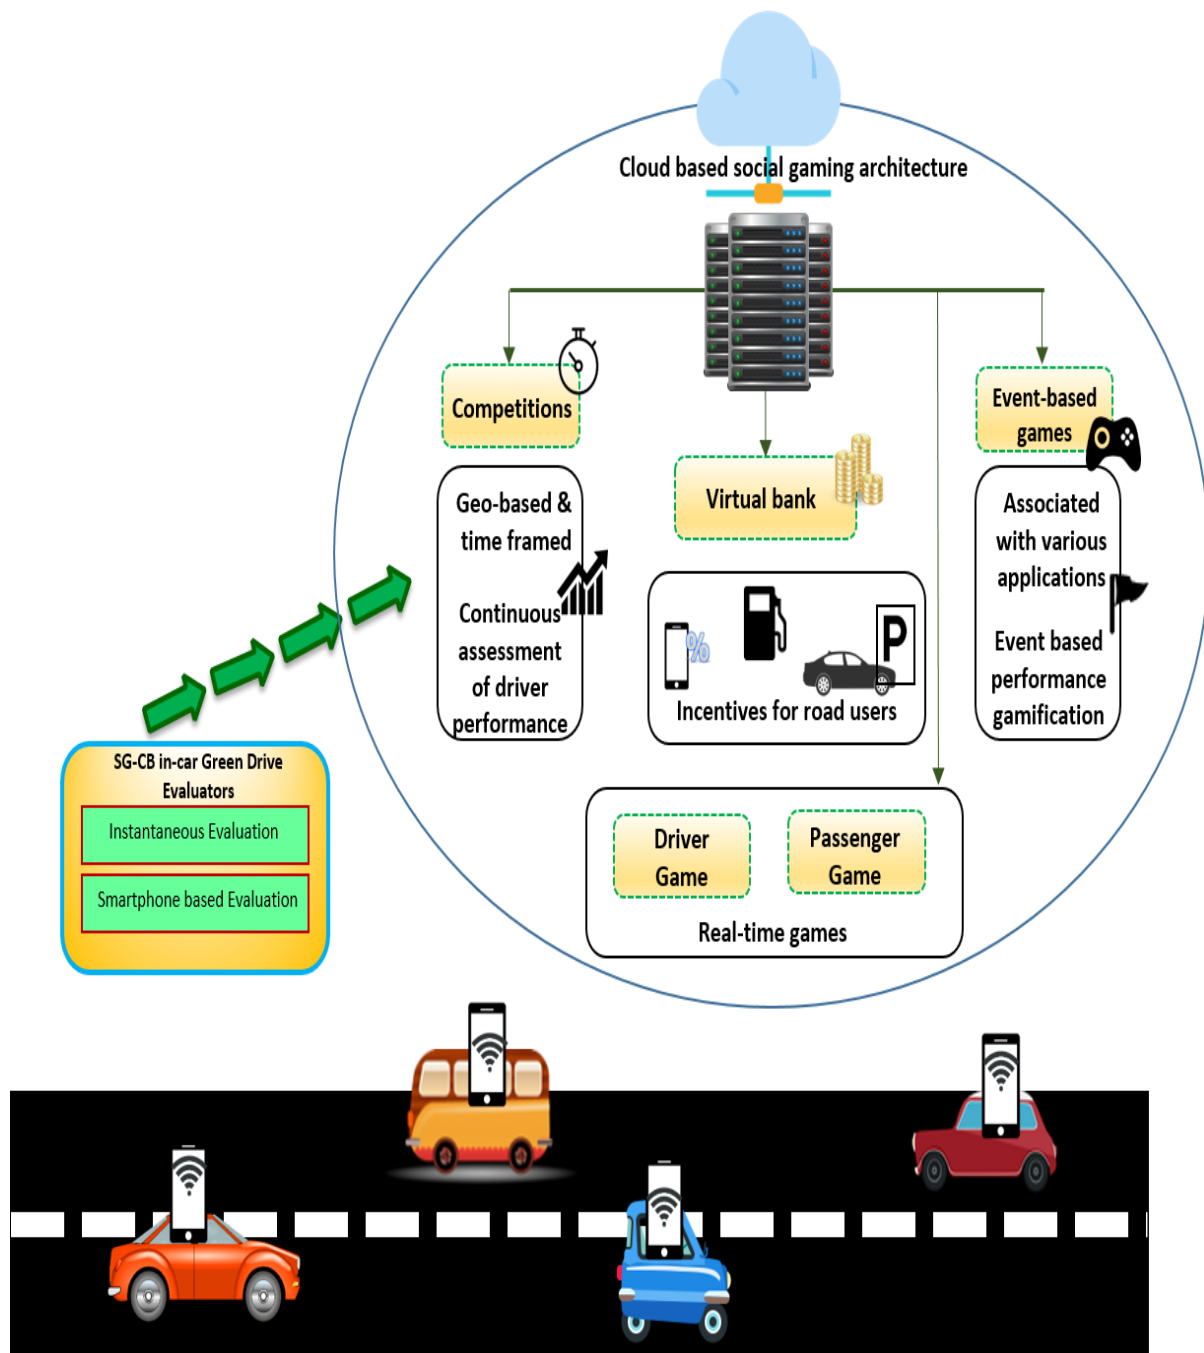 Cloud based social gaming architecture
Competitions
Geo-based &
time framed
Continuous
assessment
of driver
performance
Virtual bank
%
P
Incentives for road users
Event-based
games
Associated
with various
applications
Event based
performance
gamification
Driver
Game
Passenger
Game
Real-time games
SG-CB in-car Green Drive
Evaluators
Instantaneous Evaluation
Smartphone based Evaluation